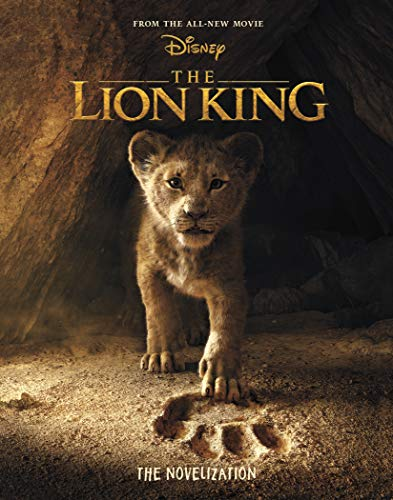 FROM THE ALL-NEW MOVIE
Disney
THE
LION KING
THE NOVELIZATION